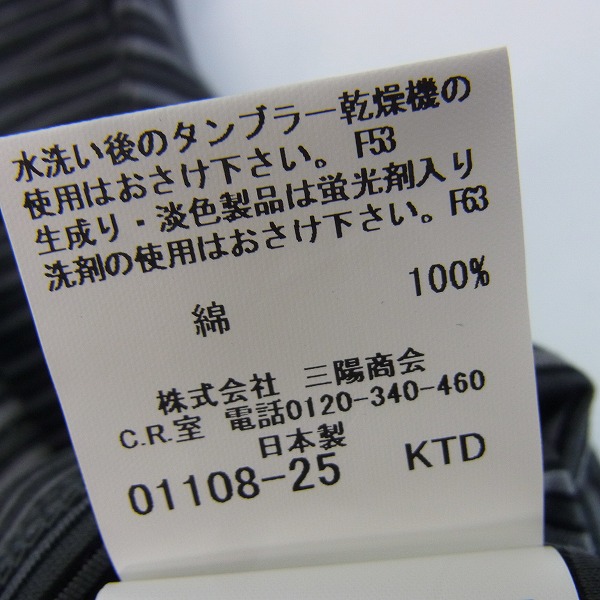 水洗い後のタンブラー乾燥機の
使用はおさけ下さい。 F53
生成り・淡色製品は蛍光剤入り
洗剤の使用はおさけ下さい。F63
綿 100%
株式会社 三陽商会
C.R.室 電話0120-340-460
日本製
01108-25 KTD